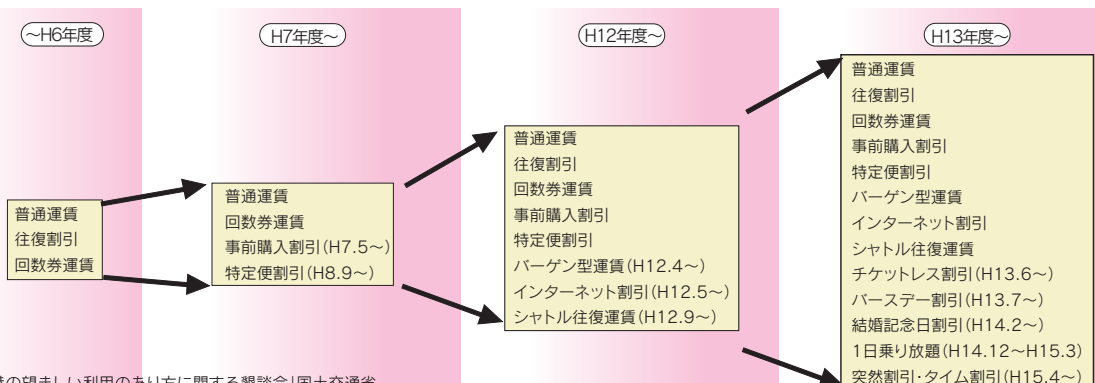 ～H6年度
普通運賃
往復割引
回数券運賃
H7年度～
普通運賃
回数券運賃
事前購入割引(H7.5～)
特定便割引(H8.9～)
H12年度～
普通運賃
往復割引
回数券運賃
事前購入割引
特定便割引
バーゲン型運賃(H12.4～)
インターネット割引(H12.5～)
シャトル往復運賃(H12.9～)
H13年度～
普通運賃
往復割引
回数券運賃
事前購入割引
特定便割引
バーゲン型運賃
インターネット割引
シャトル往復運賃
チケットレス割引(H13.6～)
バースデー割引(H13.7～)
結婚記念日割引(H14.2～)
1日乗り放題(H14.12～H15.3)
突然割引・タイム割引(H15.4～)
の望ましい利用のあり方に関する懇談会」国土交通省